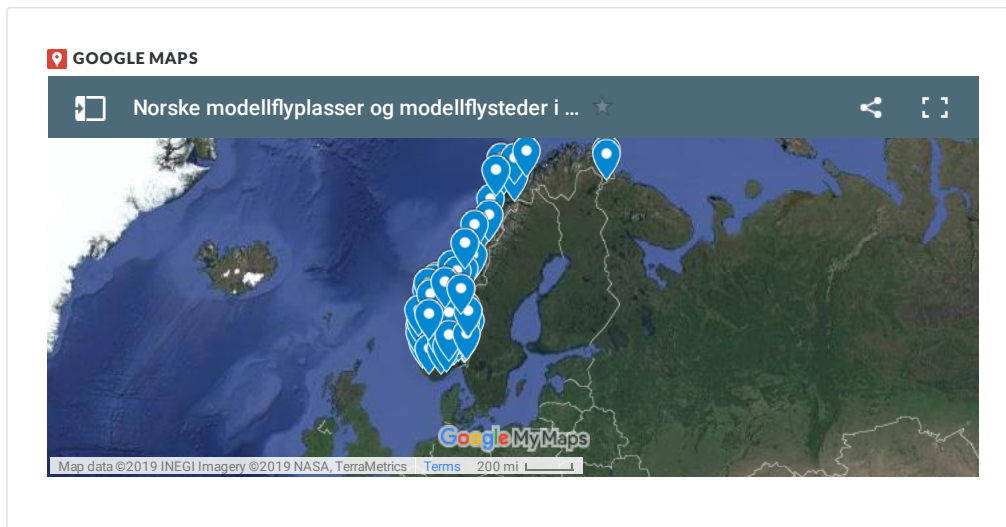 GOOGLE MAPS
Norske modellflyplasser og modellflysteder i ...
Google My Maps
Map data ©2019 INEGI Imagery ©2019 NASA, TerraMetrics Terms 200 mi